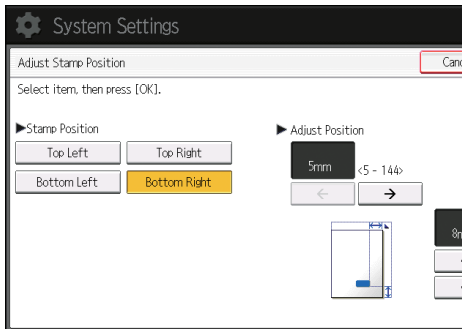 System Settings
Adjust Stamp Position
Select item, then press [OK].
▶Stamp Position
▶ Adjust Position
Top Left
Top Right
5mm
<5 - 144>
Bottom Left
Bottom Right
← →